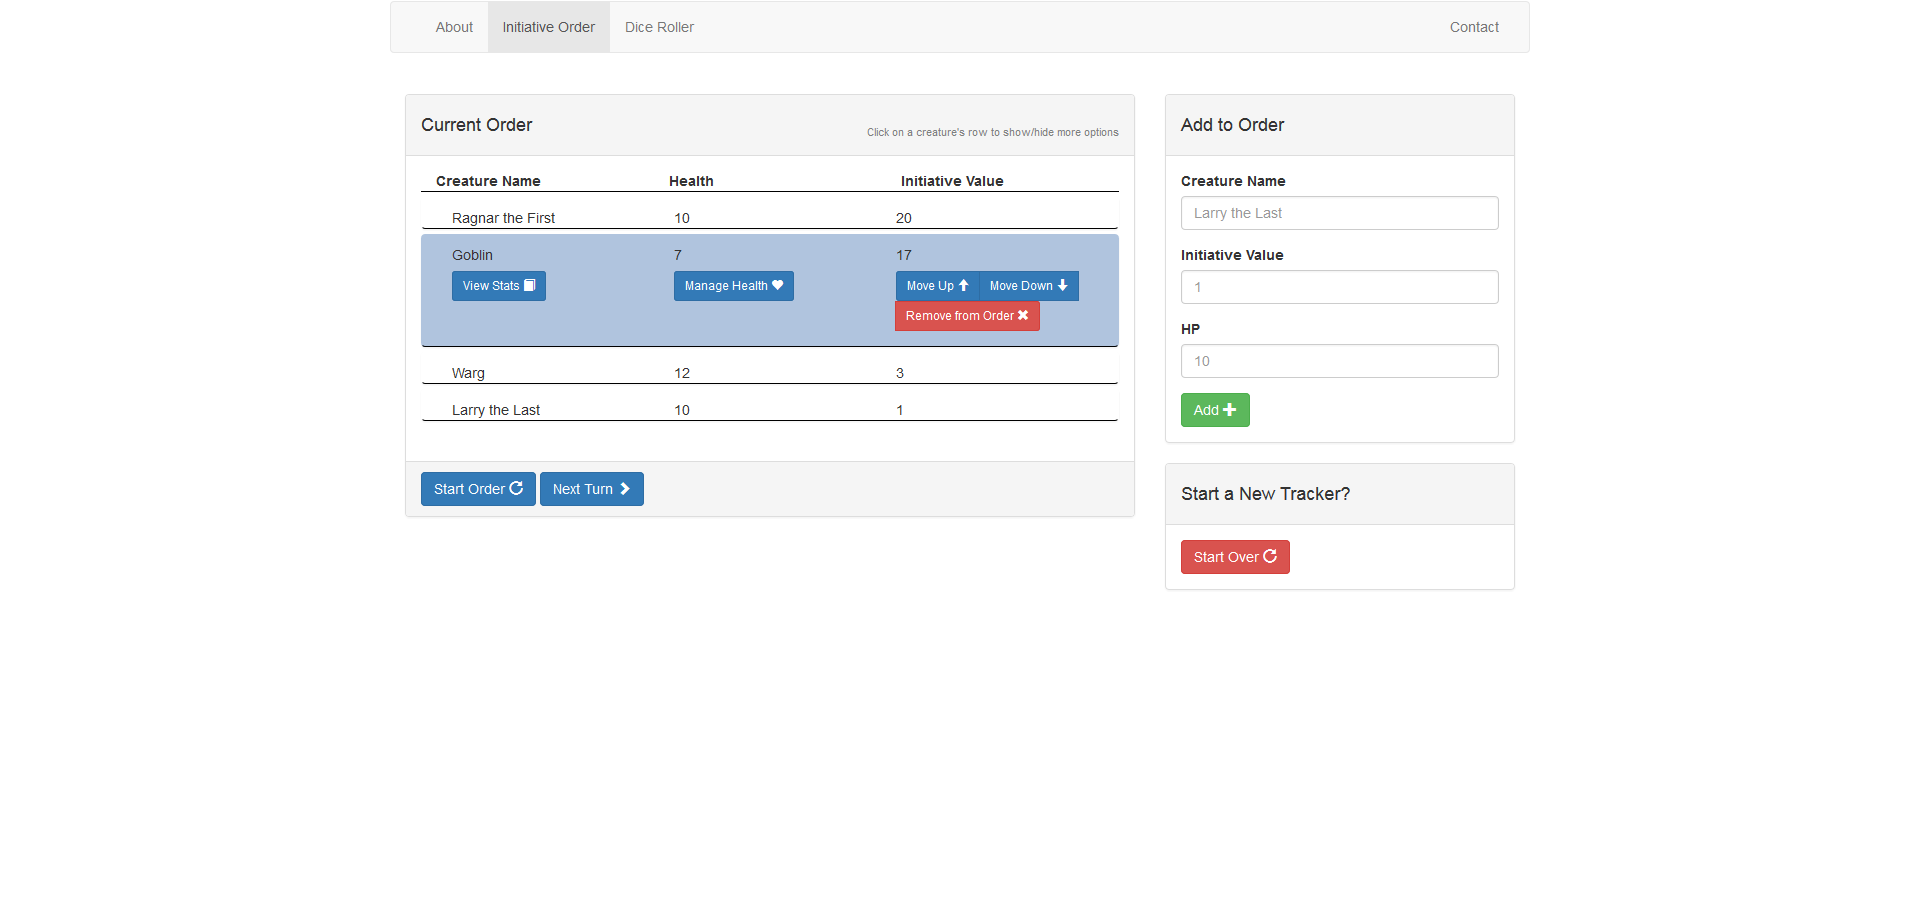 About Initiative Order Dice Roller Contact
Current Order
Click on a creature's row to show/hide more options
Creature Name Health Initiative Value
Ragnar the First 10 20
Goblin 7 17
View Stats Manage Health Move Up Move Down
Remove from Order
Warg 12 3
Larry the Last 10 1
Start Order Next Turn
Add to Order
Creature Name
Larry the Last
Initiative Value
1
HP
10
Add
Start a New Tracker?
Start Over